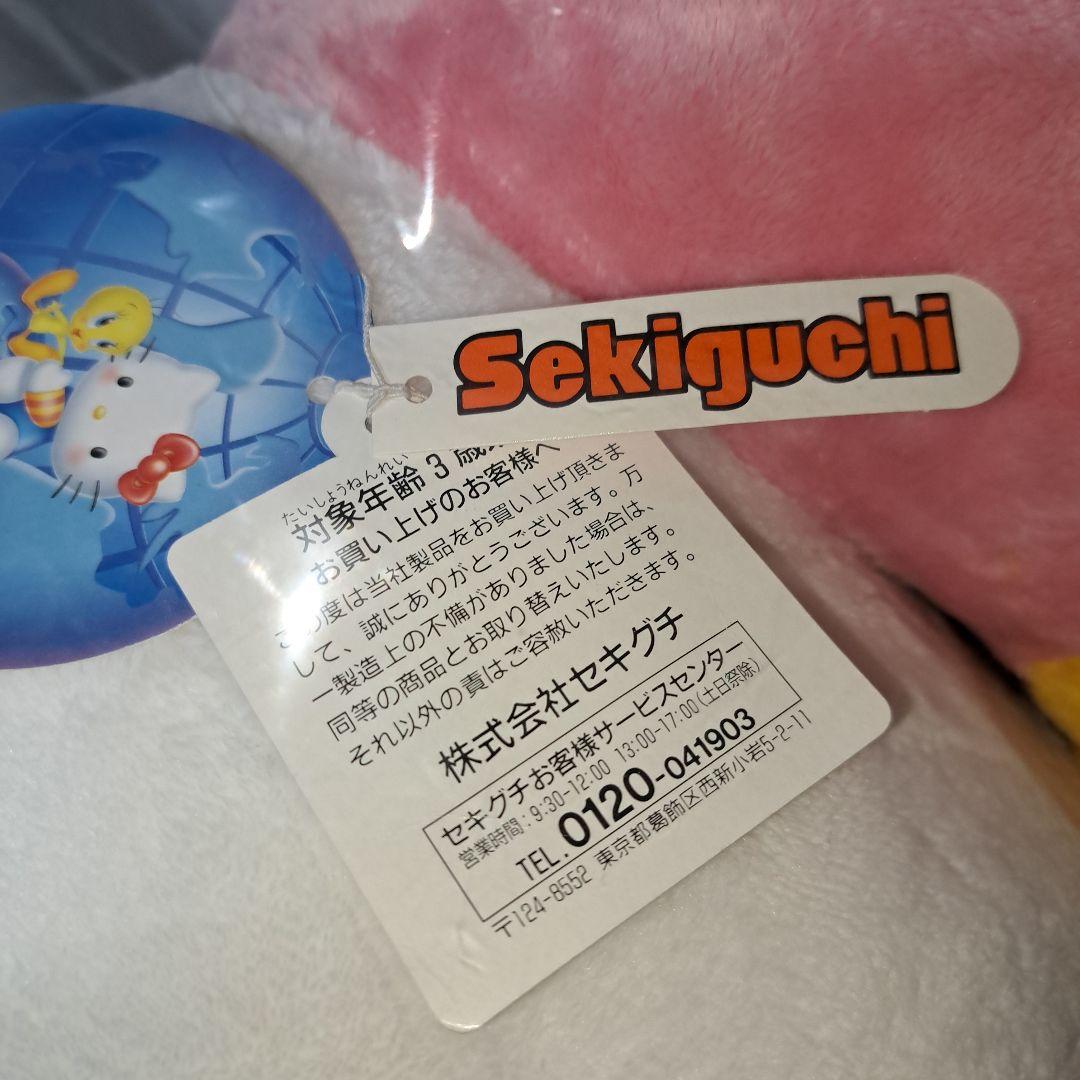 Sekiguchi
たいしょうねんれい
対象年齢3歳
お買い上げのお客様へ
この度は当社製品をお買い上げ頂きま
して、誠にありがとうございます。万
一製造上の不備がありました場合は、
同等の商品とお取り替えいたします。
それ以外の責はご容赦いただきます。
株式会社セキグチ
セキグチお客様サービスセンター
営業時間:9:30-12:00 13:00-17:00(土日祭除)
TEL.0120-041903
〒124-8552 東京都葛飾区西新小岩5-2-11